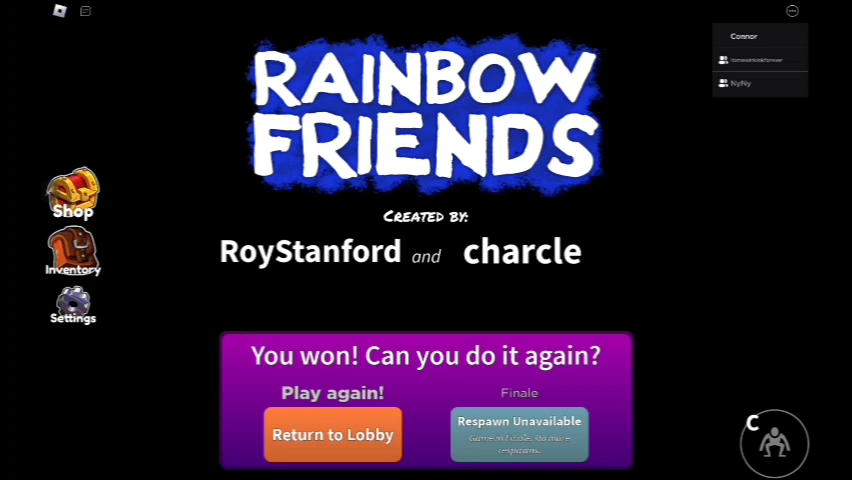 Connor
NyNy
RAINBOW
FRIENDS
CREATED BY:
RoyStanford and charcle
Shop
Inventory
Settings
You won! Can you do it again?
Play again!
Finale
Return to Lobby
Respawn Unavailable
C